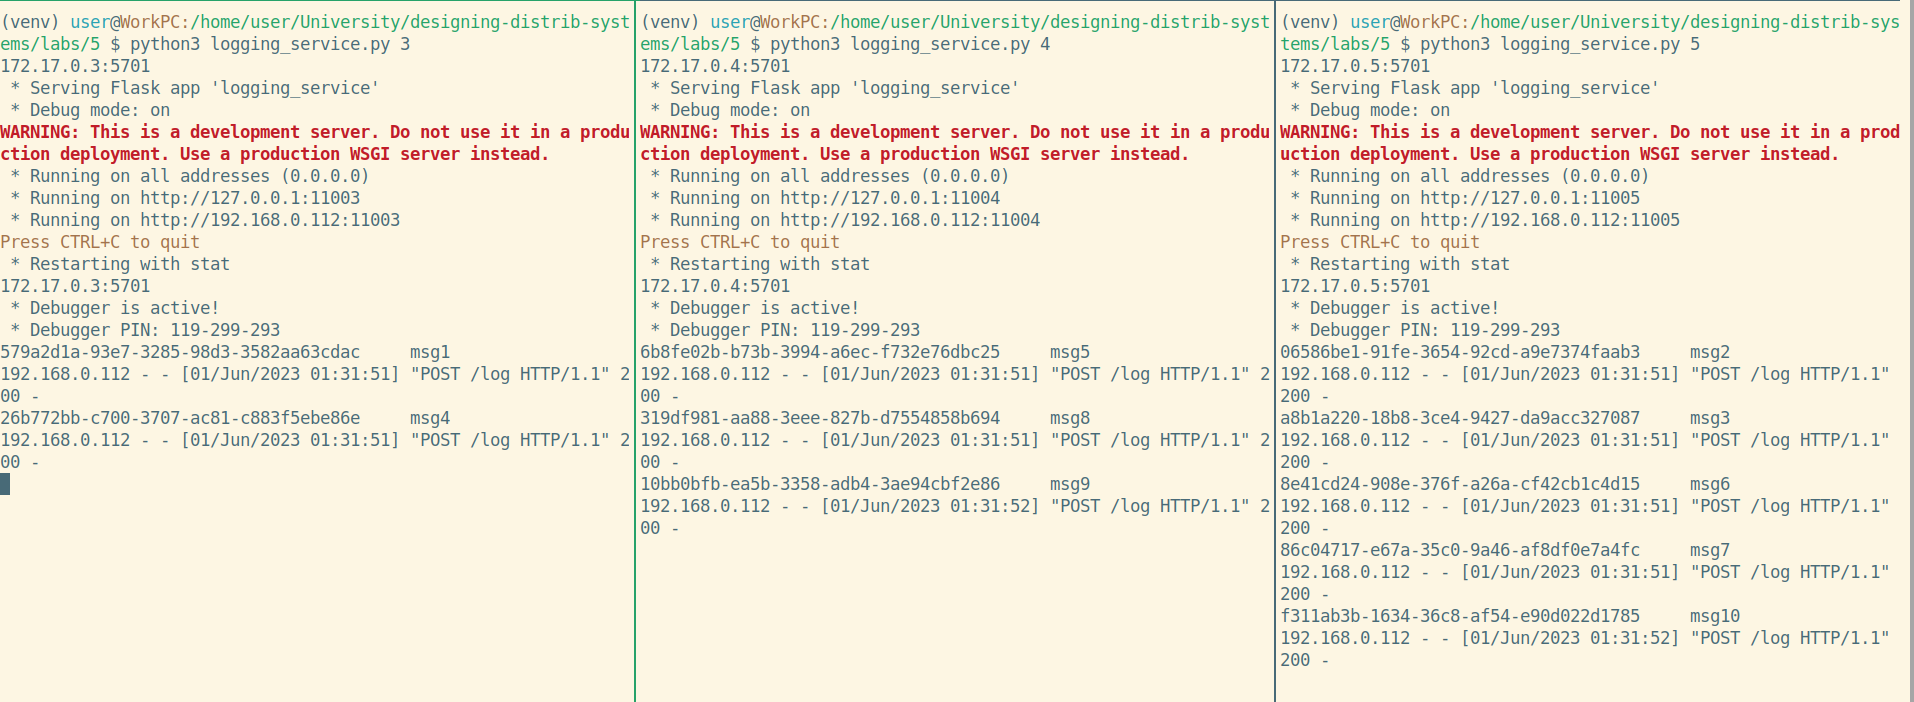 (venv) user@WorkPC:/home/user/University/designing-distrib-syst
ems/labs/5 $ python3 logging_service.py 3
172.17.0.3:5701
 * Serving Flask app 'logging_service'
 * Debug mode: on
WARNING: This is a development server. Do not use it in a produ
ction deployment. Use a production WSGI server instead.
 * Running on all addresses (0.0.0.0)
 * Running on http://127.0.0.1:11003
 * Running on http://192.168.0.112:11003
Press CTRL+C to quit
 * Restarting with stat
172.17.0.3:5701
 * Debugger is active!
 * Debugger PIN: 119-299-293
579a2d1a-93e7-3285-98d3-3582aa63cdac     msg1
192.168.0.112 - - [01/Jun/2023 01:31:51] "POST /log HTTP/1.1" 2
00 -
26b772bb-c700-3707-ac81-c883f5ebe86e     msg4
192.168.0.112 - - [01/Jun/2023 01:31:51] "POST /log HTTP/1.1" 2
00 -
(venv) user@WorkPC:/home/user/University/designing-distrib-syst
ems/labs/5 $ python3 logging_service.py 4
172.17.0.4:5701
 * Serving Flask app 'logging_service'
 * Debug mode: on
WARNING: This is a development server. Do not use it in a produ
ction deployment. Use a production WSGI server instead.
 * Running on all addresses (0.0.0.0)
 * Running on http://127.0.0.1:11004
 * Running on http://192.168.0.112:11004
Press CTRL+C to quit
 * Restarting with stat
172.17.0.4:5701
 * Debugger is active!
 * Debugger PIN: 119-299-293
6b8fe02b-b73b-3994-a6ec-f732e76dbc25     msg5
192.168.0.112 - - [01/Jun/2023 01:31:51] "POST /log HTTP/1.1" 2
00 -
319df981-aa88-3eee-827b-d7554858b694     msg8
192.168.0.112 - - [01/Jun/2023 01:31:51] "POST /log HTTP/1.1" 2
00 -
10bb0bfb-ea5b-3358-adb4-3ae94cbf2e86     msg9
192.168.0.112 - - [01/Jun/2023 01:31:52] "POST /log HTTP/1.1" 2
00 -
(venv) user@WorkPC:/home/user/University/designing-distrib-sys
tems/labs/5 $ python3 logging_service.py 5
172.17.0.5:5701
 * Serving Flask app 'logging_service'
 * Debug mode: on
WARNING: This is a development server. Do not use it in a prod
uction deployment. Use a production WSGI server instead.
 * Running on all addresses (0.0.0.0)
 * Running on http://127.0.0.1:11005
 * Running on http://192.168.0.112:11005
Press CTRL+C to quit
 * Restarting with stat
172.17.0.5:5701
 * Debugger is active!
 * Debugger PIN: 119-299-293
06586be1-91fe-3654-92cd-a9e7374faab3     msg2
192.168.0.112 - - [01/Jun/2023 01:31:51] "POST /log HTTP/1.1"
200 -
a8b1a220-18b8-3ce4-9427-da9acc327087     msg3
192.168.0.112 - - [01/Jun/2023 01:31:51] "POST /log HTTP/1.1"
200 -
8e41cd24-908e-376f-a26a-cf42cb1c4d15     msg6
192.168.0.112 - - [01/Jun/2023 01:31:51] "POST /log HTTP/1.1"
200 -
86c04717-e67a-35c0-9a46-af8df0e7a4fc     msg7
192.168.0.112 - - [01/Jun/2023 01:31:51] "POST /log HTTP/1.1"
200 -
f311ab3b-1634-36c8-af54-e90d022d1785     msg10
192.168.0.112 - - [01/Jun/2023 01:31:52] "POST /log HTTP/1.1"
200 -